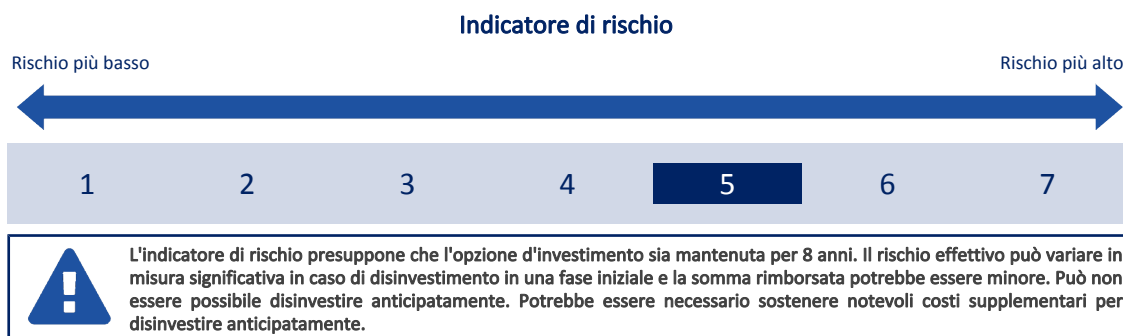 Indicatore di rischio
Rischio più basso
Rischio più alto
1 2 3 4 5 6 7
L'indicatore di rischio presuppone che l'opzione d'investimento sia mantenuta per 8 anni. Il rischio effettivo può variare in
misura significativa in caso di disinvestimento in una fase iniziale e la somma rimborsata potrebbe essere minore. Può non
essere possibile disinvestire anticipatamente. Potrebbe essere necessario sostenere notevoli costi supplementari per
disinvestire anticipatamente.